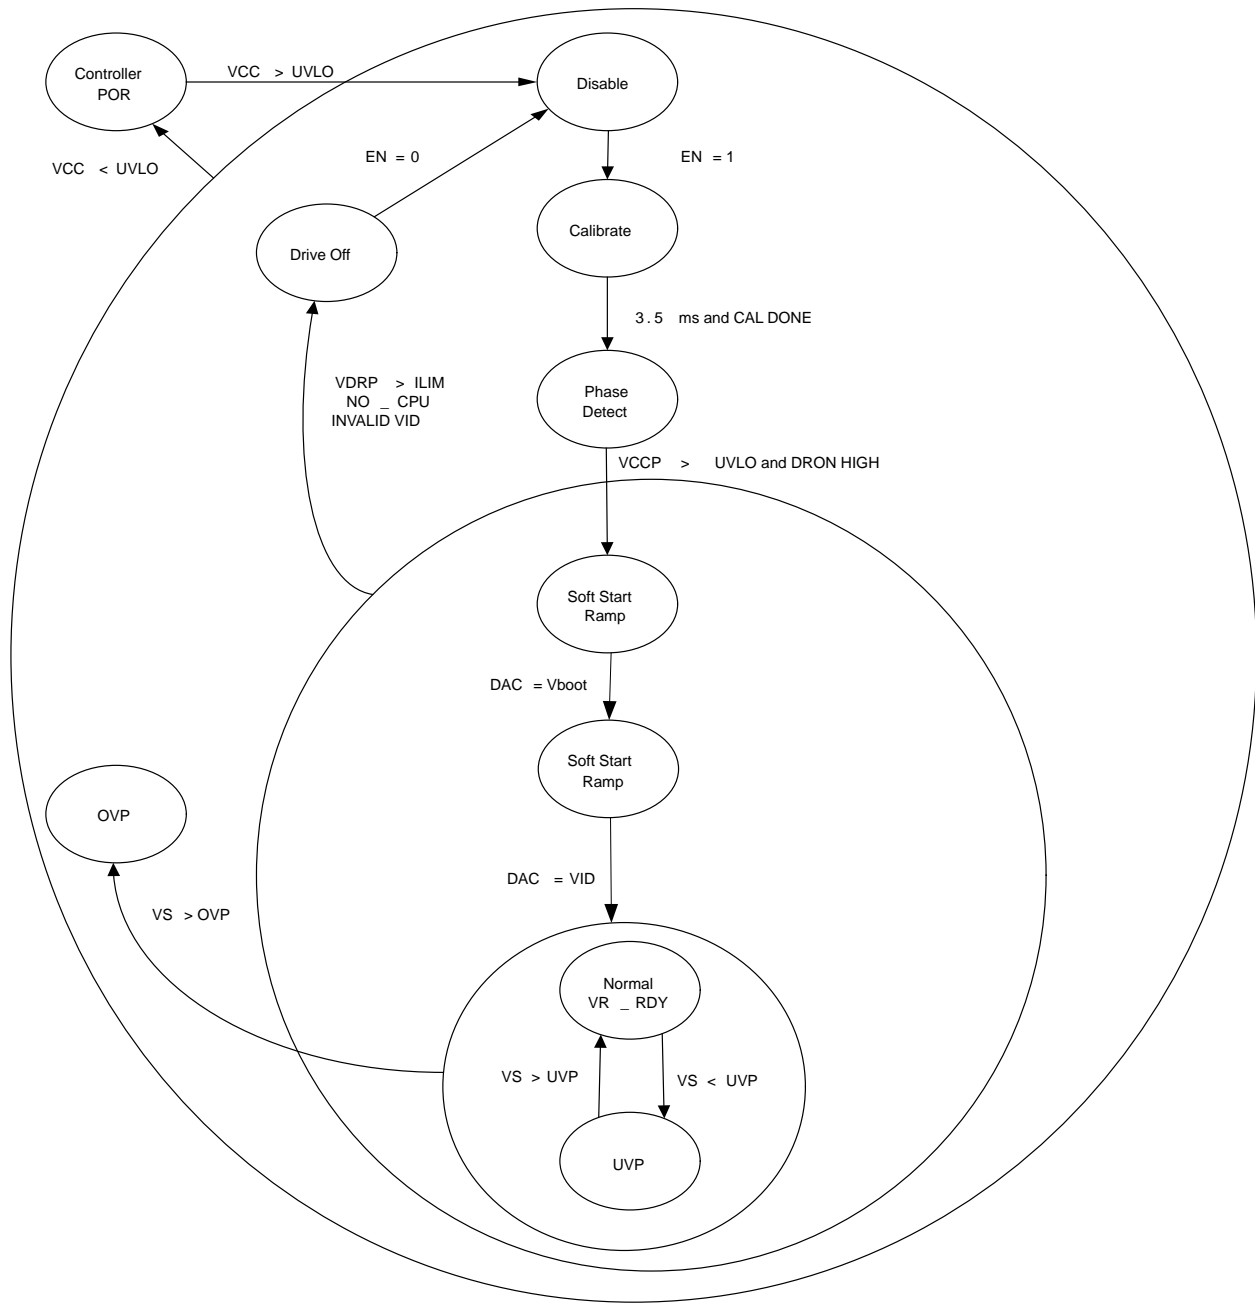 Controller
POR
VCC > UVLO
Disable
VCC < UVLO
EN = 0
EN = 1
Drive Off
Calibrate
3.5 ms and CAL DONE
VDRP > ILIM
NO _ CPU
INVALID VID
Phase
Detect
VCCP > UVLO and DRON HIGH
Soft Start
Ramp
DAC = Vboot
Soft Start
Ramp
OVP
DAC = VID
VS > OVP
Normal
VR _ RDY
VS > UVP
VS < UVP
UVP